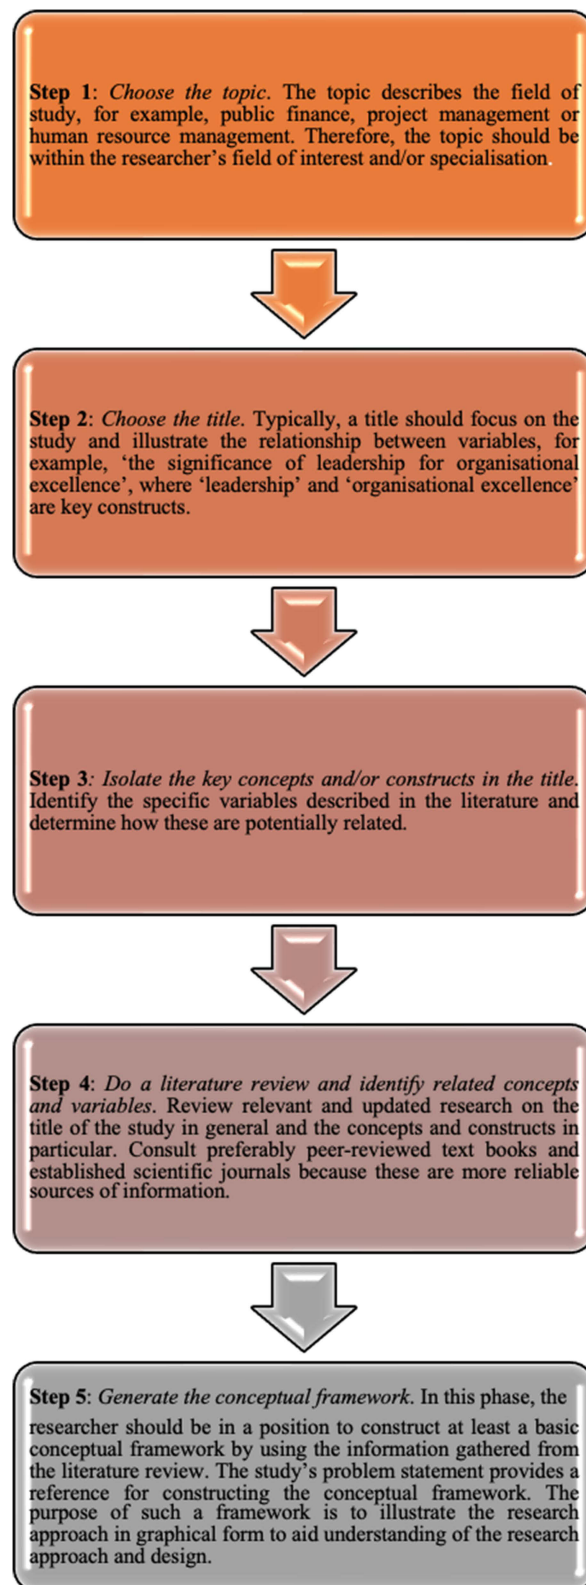 Step 1: Choose the topic. The topic describes the field of
study, for example, public finance, project management or
human resource management. Therefore, the topic should be
within the researcher's field of interest and/or specialisation.
Step 2: Choose the title. Typically, a title should focus on the
study and illustrate the relationship between variables, for
example, ‘the significance of leadership for organisational
excellence’, where ‘leadership’ and ‘organisational excellence’
are key constructs.
Step 3: Isolate the key concepts and/or constructs in the title.
Identify the specific variables described in the literature and
determine how these are potentially related.
Step 4: Do a literature review and identify related concepts
and variables. Review relevant and updated research on the
title of the study in general and the concepts and constructs in
particular. Consult preferably peer-reviewed text books and
established scientific journals because these are more reliable
sources of information.
Step 5: Generate the conceptual framework. In this phase, the
researcher should be in a position to construct at least a basic
conceptual framework by using the information gathered from
the literature review. The study's problem statement provides a
reference for constructing the conceptual framework. The
purpose of such a framework is to illustrate the research
approach in graphical form to aid understanding of the research
approach and design.